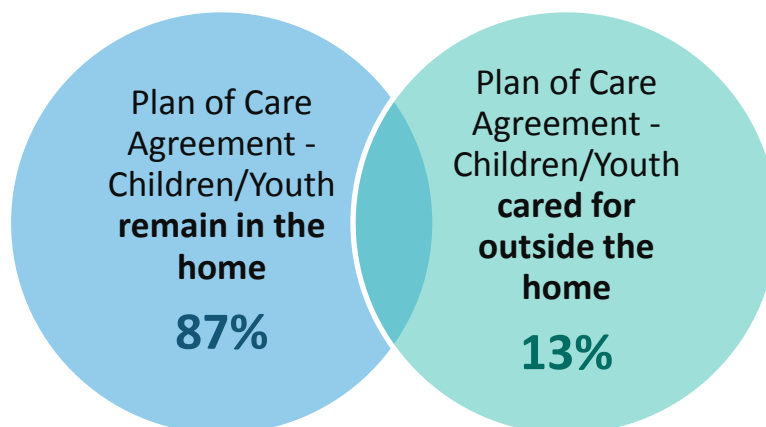 Plan of Care
Agreement -
Children/Youth
remain in the
home
87%
Plan of Care
Agreement -
Children/Youth
cared for
outside the
home
13%